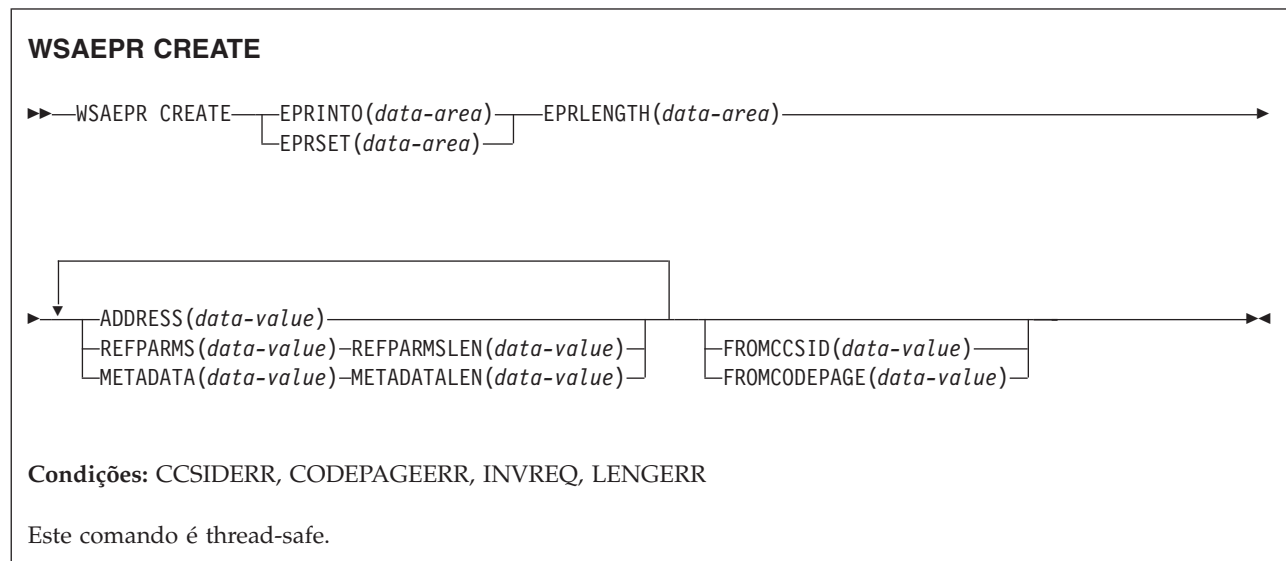 WSAEPR CREATE
WSAEPR CREATE EPRINTO(data-area) EPRLENGTH(data-area)
EPRSET(data-area)
ADDRESS(data-value)
REFPARMS(data-value) REFPARMSLEN(data-value) FROMCCSID(data-value)
METADATA(data-value) METADATALEN(data-value) FROMCODEPAGE(data-value)
Condições: CCSIDERR, CODEPAGEERR, INVREQ, LENGERR
Este comando é thread-safe.